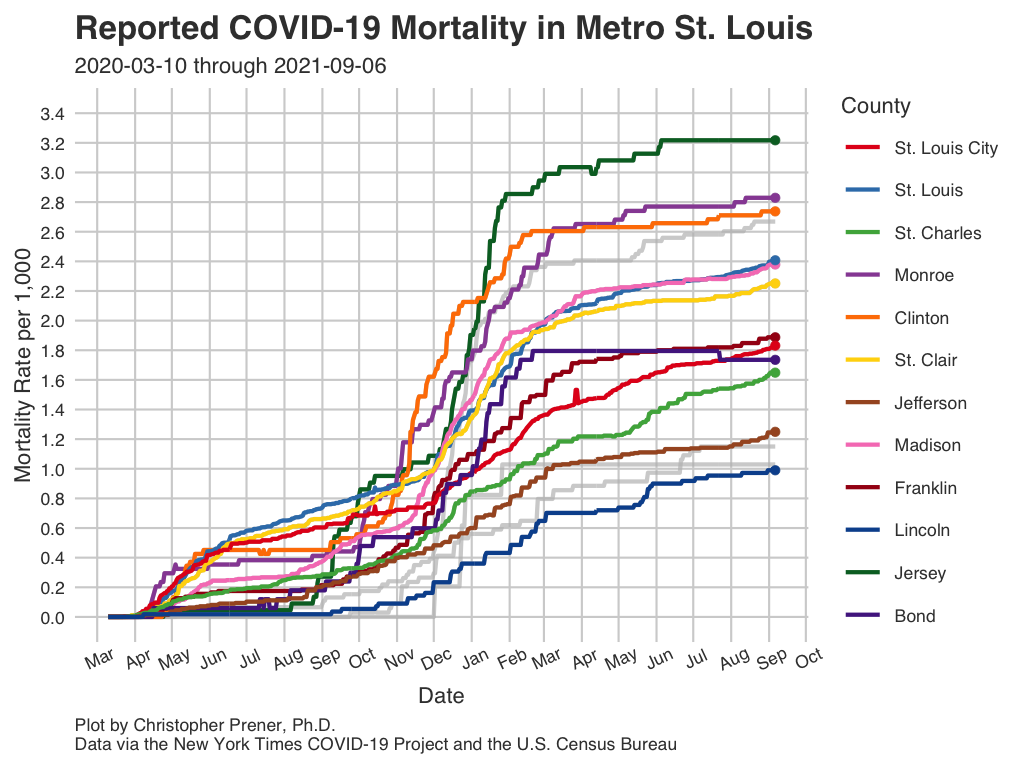 Reported COVID-19 Mortality in Metro St. Louis
2020-03-10 through 2021-09-06
Mortality Rate per 1,000
3.4
3.2
3.0
2.8
2.6
2.4
2.2
2.0
1.8
1.6
1.4
1.2
1.0
0.8
0.6
0.4
0.2
0.0
Mar Apr May Jun Jul Aug Sep Oct Nov Dec Jan Feb Mar Apr May Jun Jul Aug Sep Oct
Date
County
St. Louis City
St. Louis
St. Charles
Monroe
Clinton
St. Clair
Jefferson
Madison
Franklin
Lincoln
Jersey
Bond
Plot by Christopher Prener, Ph.D.
Data via the New York Times COVID-19 Project and the U.S. Census Bureau